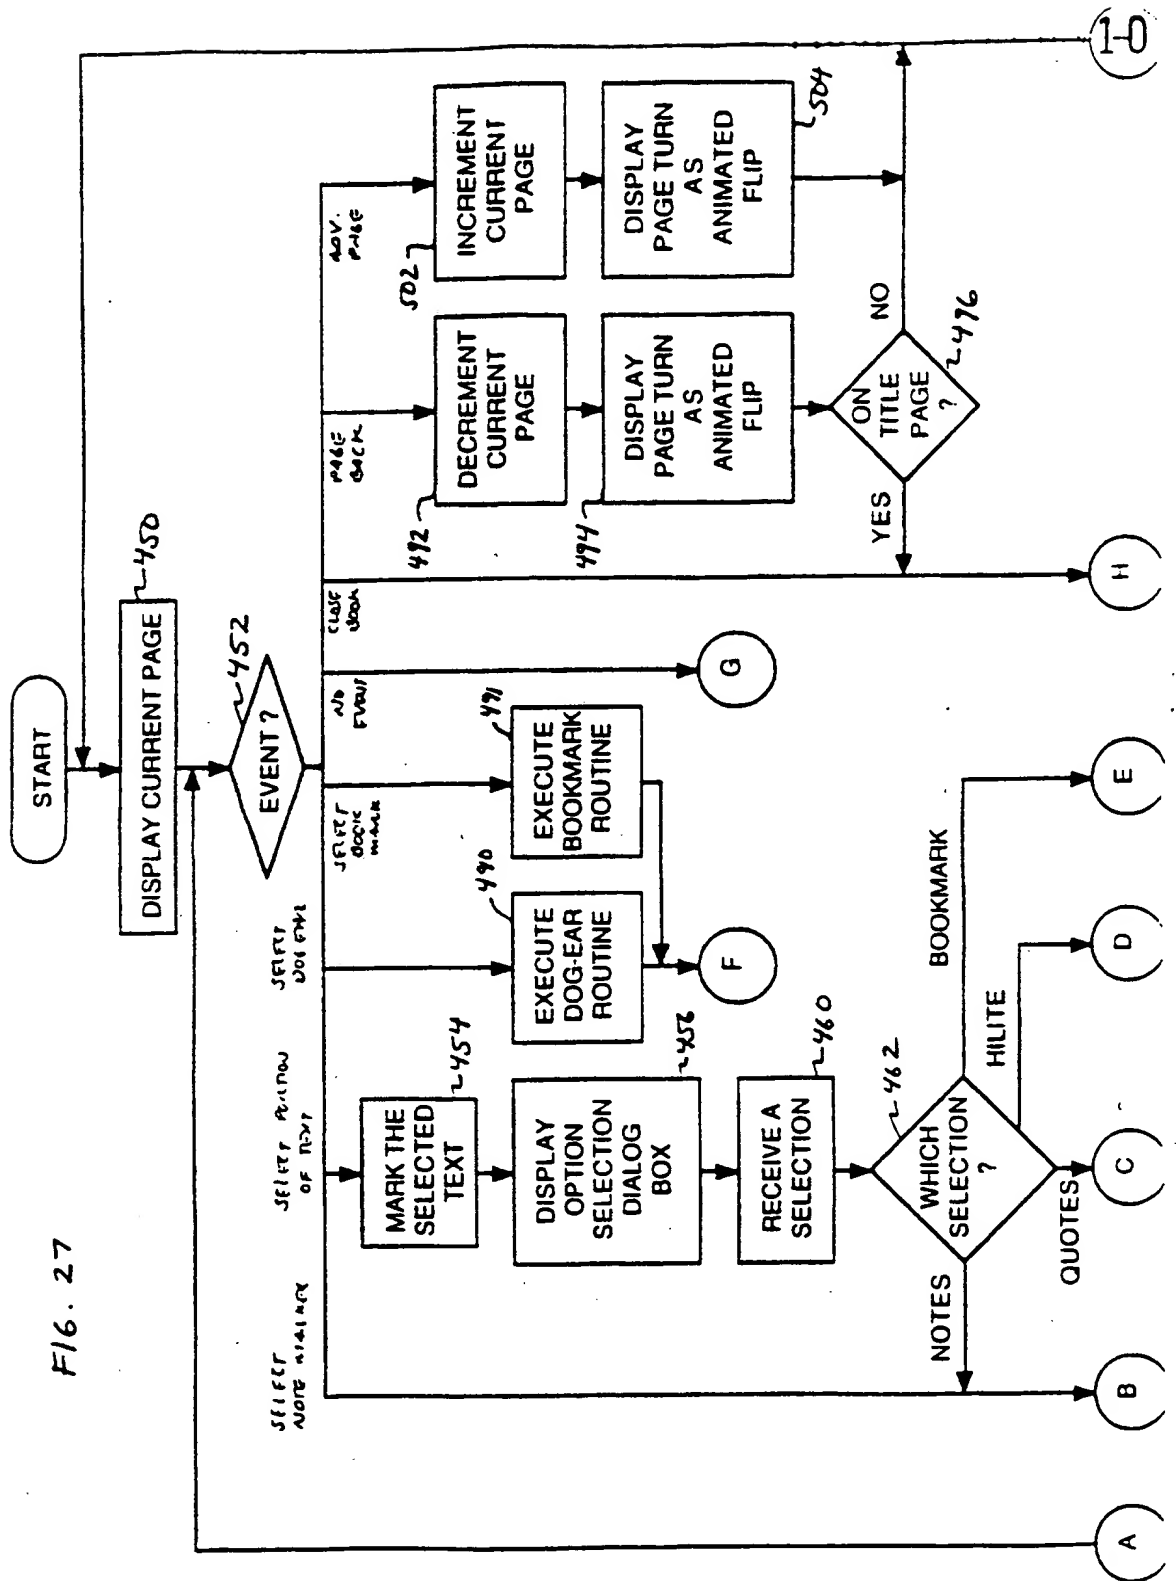 FIG. 27
START
DISPLAY CURRENT PAGE
450
EVENT ?
452
SELECT
NOTE MARKER
SELECT PORTION
OF TEXT
SELECT
DOG EAR
SELECT
BOOK
MARK
NO
EVENT
CLOSE
BOOK
PAGE
BACK
ADV.
PAGE
MARK THE
SELECTED
TEXT
454
DISPLAY
OPTION
SELECTION
DIALOG
BOX
RECEIVE A
SELECTION
460
WHICH
SELECTION
?
462
NOTES
QUOTES
HILITE
BOOKMARK
EXECUTE
DOG-EAR
ROUTINE
490
EXECUTE
BOOKMARK
ROUTINE
491
DECREMENT
CURRENT
PAGE
492
DISPLAY
PAGE TURN
AS
ANIMATED
FLIP
494
ON
TITLE
PAGE
?
496
YES
NO
INCREMENT
CURRENT
PAGE
502
DISPLAY
PAGE TURN
AS
ANIMATED
FLIP
504
A
B
C
D
E
F
G
H
1-0